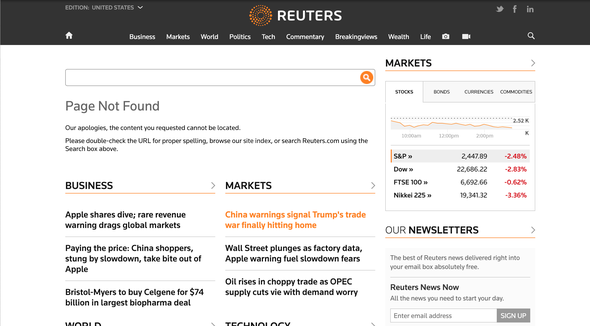 EDITION: UNITED STATES
REUTERS
Business Markets World Politics Tech Commentary Breakingviews Wealth Life
Page Not Found
Our apologies, the content you requested cannot be located.
Please double-check the URL for proper spelling, browse our site index, or search Reuters.com using the
Search box above.
BUSINESS
Apple shares dive; rare revenue
warning drags global markets
Paying the price: China shoppers,
stung by slowdown, take bite out of
Apple
Bristol-Myers to buy Celgene for $74
billion in largest biopharma deal
WORLD
MARKETS
China warnings signal Trump's trade
war finally hitting home
Wall Street plunges as factory data,
Apple warning fuel slowdown fears
Oil rises in choppy trade as OPEC
supply cuts vie with demand worry
TECHNOLOGY
MARKETS
STOCKS BONDS CURRENCIES COMMODITIES
2.52 K
K
10:00am 12:00pm 2:00pm
S&P » 2,447.89 -2.48%
Dow » 22,686.22 -2.83%
FTSE 100 » 6,692.66 -0.62%
Nikkei 225 » 19,341.32 -3.36%
OUR NEWSLETTERS
The best of Reuters news delivered right into
your email box absolutely free.
Reuters News Now
All the news you need to start your day.
Enter email address SIGN UP